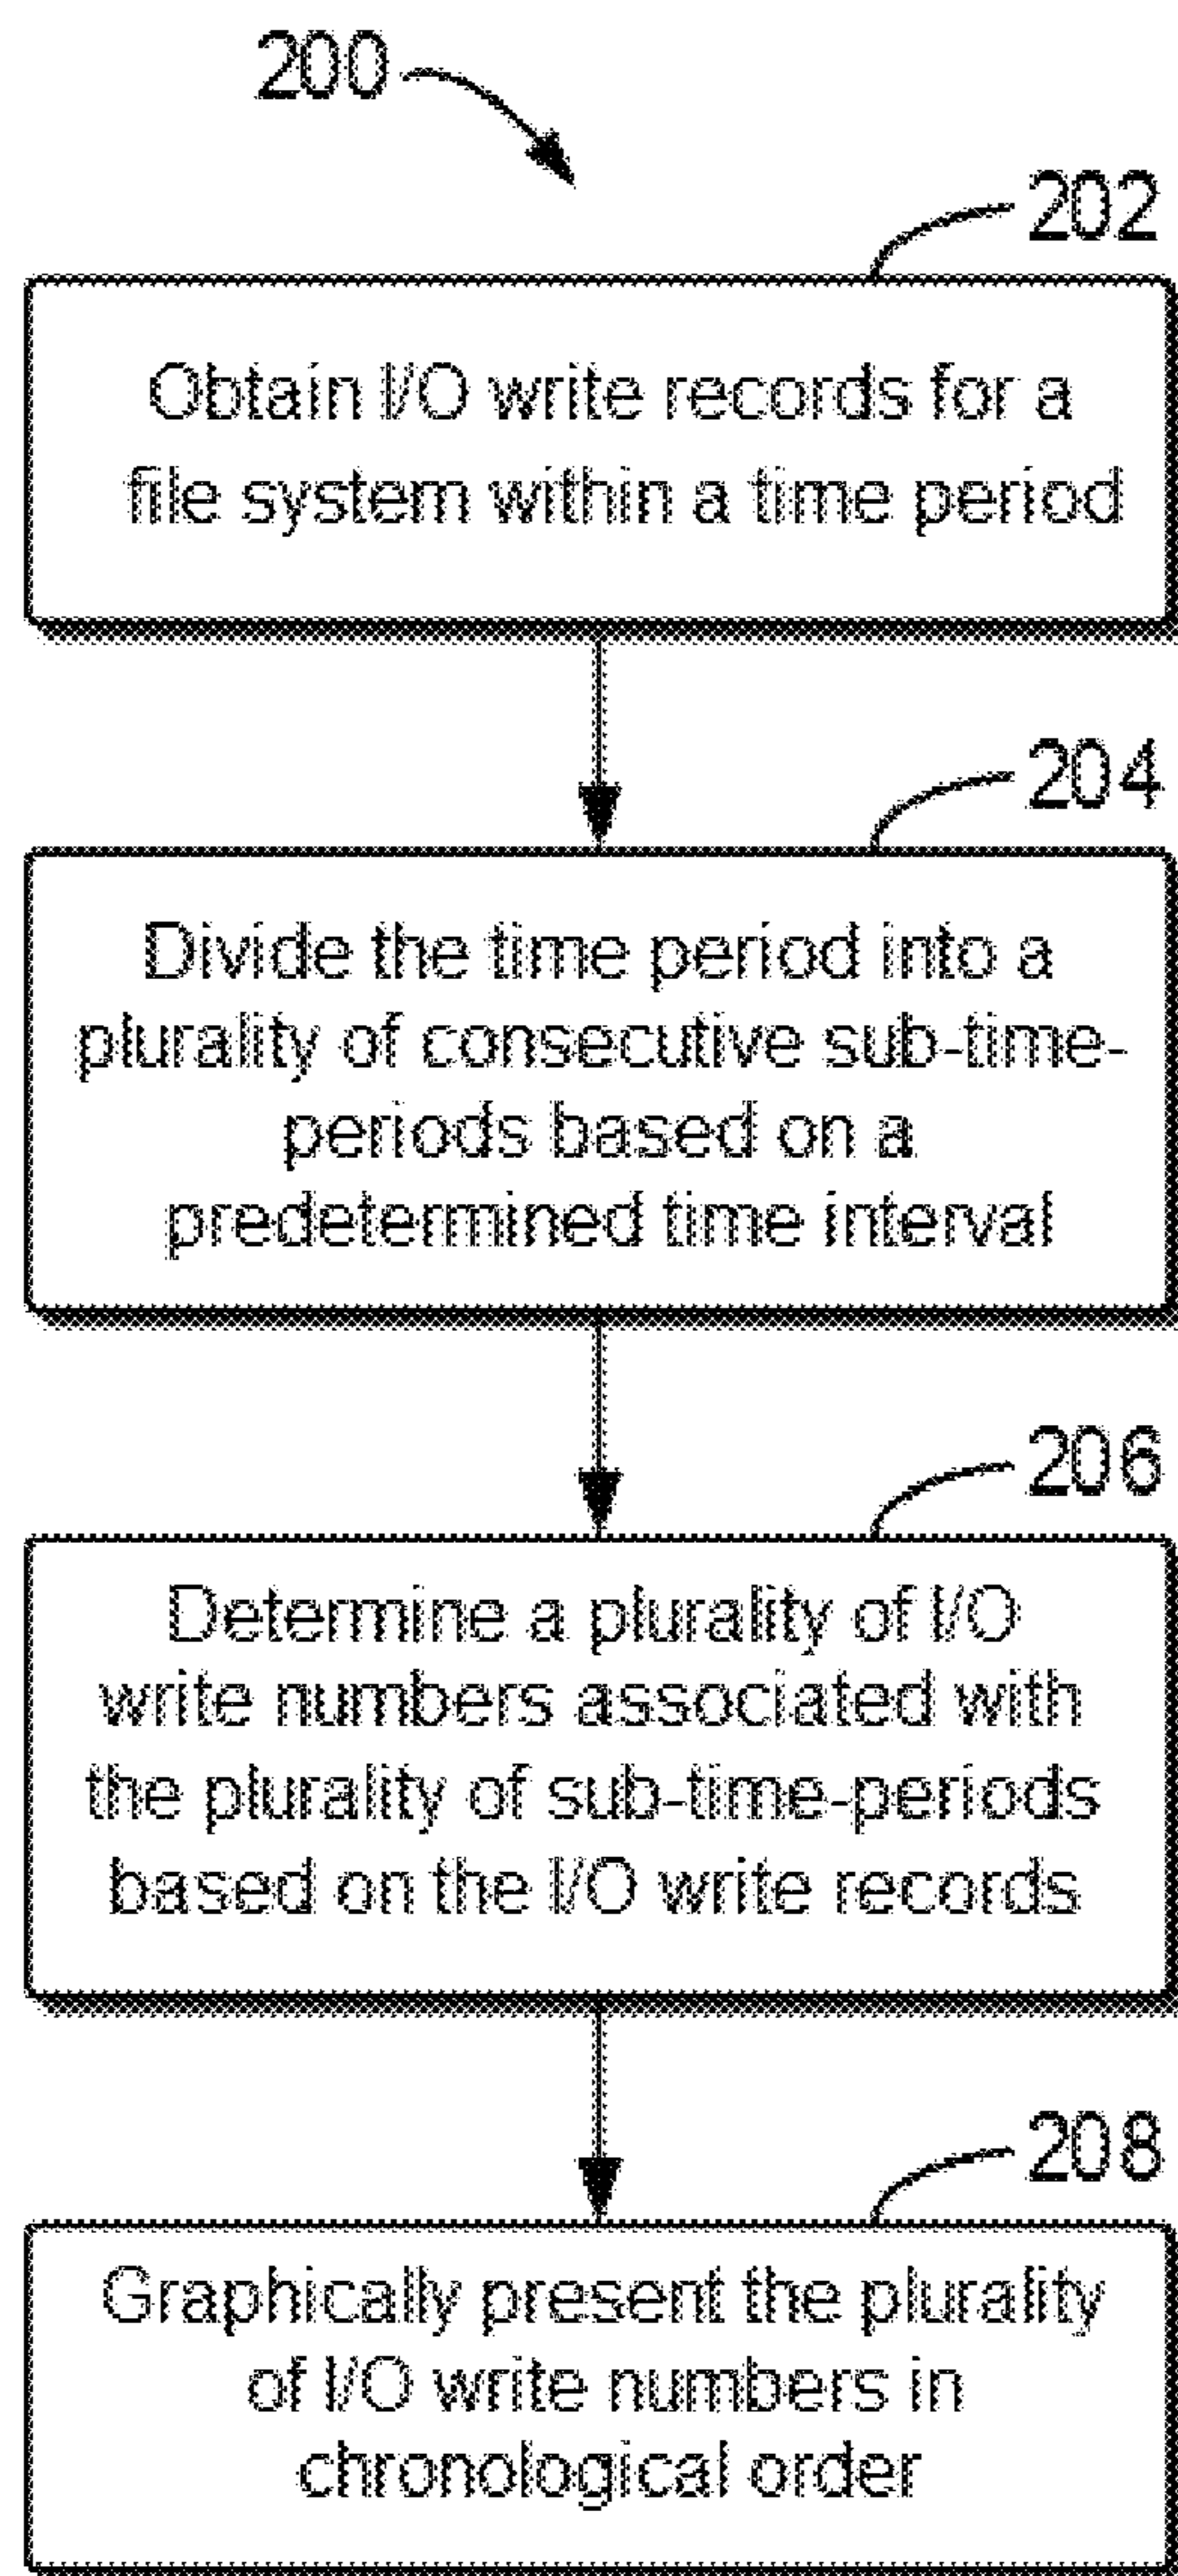 200
202
Obtain I/O write records for a
file system within a time period
204
Divide the time period into a
plurality of consecutive sub-time-
periods based on a
predetermined time interval
206
Determine a plurality of I/O
write numbers associated with
the plurality of sub-time-periods
based on the I/O write records
208
Graphically present the plurality
of I/O write numbers in
chronological order